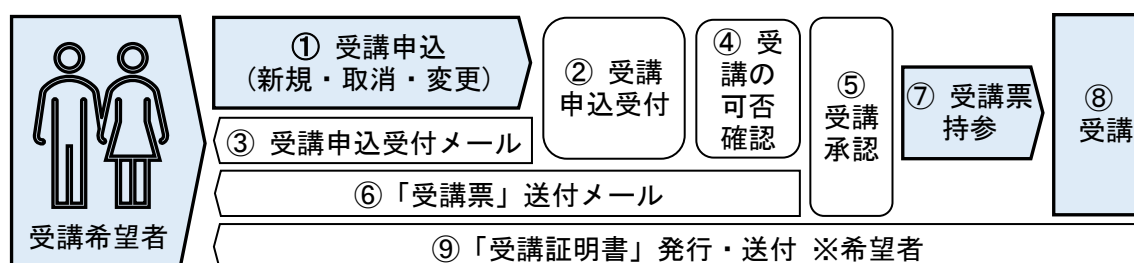 ① 受講申込
（新規・取消・変更）
② 受講
申込受付
③ 受講申込受付メール
④ 受
講の
可否
確認
⑤
受講
承認
⑥「受講票」送付メール
⑦ 受講票
持参
⑧
受講
受講希望者
⑨「受講証明書」発行・送付 ※希望者